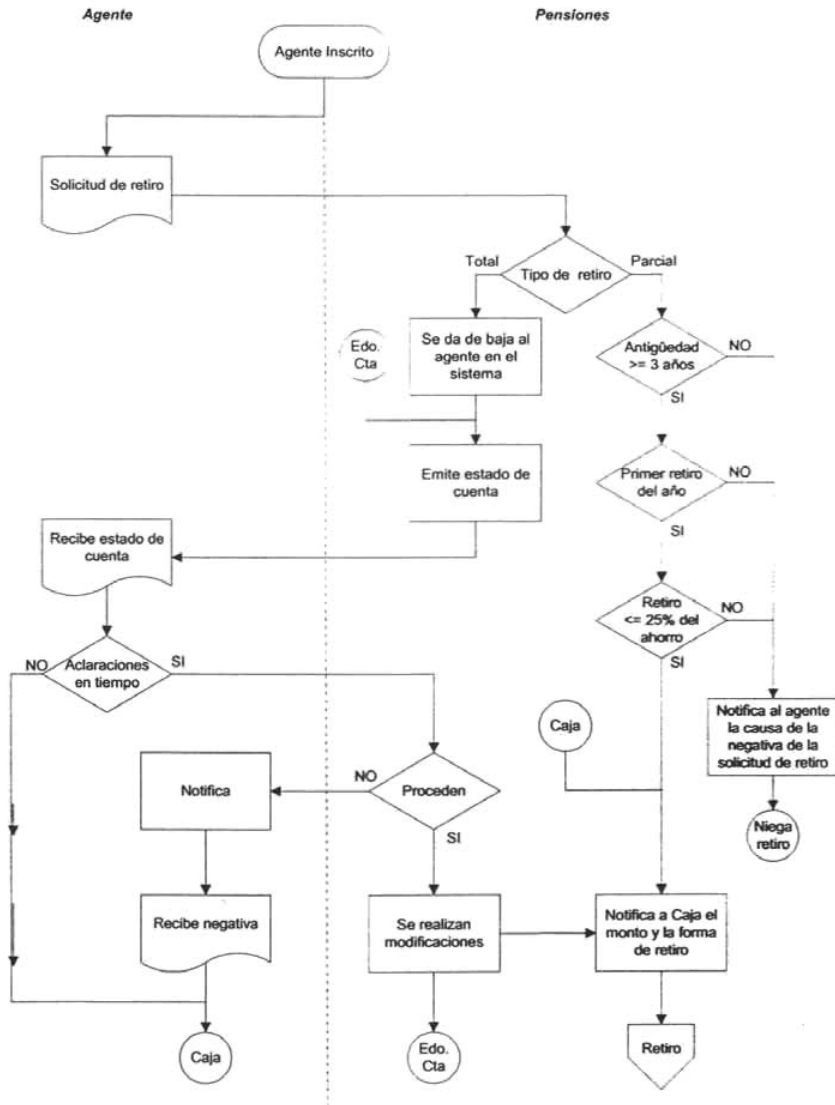 Agente
Pensiones
Agente Inscrito
Solicitud de retiro
Total
Parcial
Tipo de retiro
Edo.
Cta
Se da de baja al
agente en el
sistema
Antigüedad
>= 3 años
NO
SI
Emite estado de
cuenta
Primer retiro
del año
NO
SI
Recibe estado de
cuenta
Retiro
<= 25% del
ahorro
NO
SI
NO
Aclaraciones
en tiempo
SI
Caja
Notifica al agente
la causa de la
negativa de la
solicitud de retiro
Notifica
NO
Proceden
SI
Niega
retiro
Recibe negativa
Se realizan
modificaciones
Notifica a Caja el
monto y la forma
de retiro
Caja
Edo.
Cta
Retiro